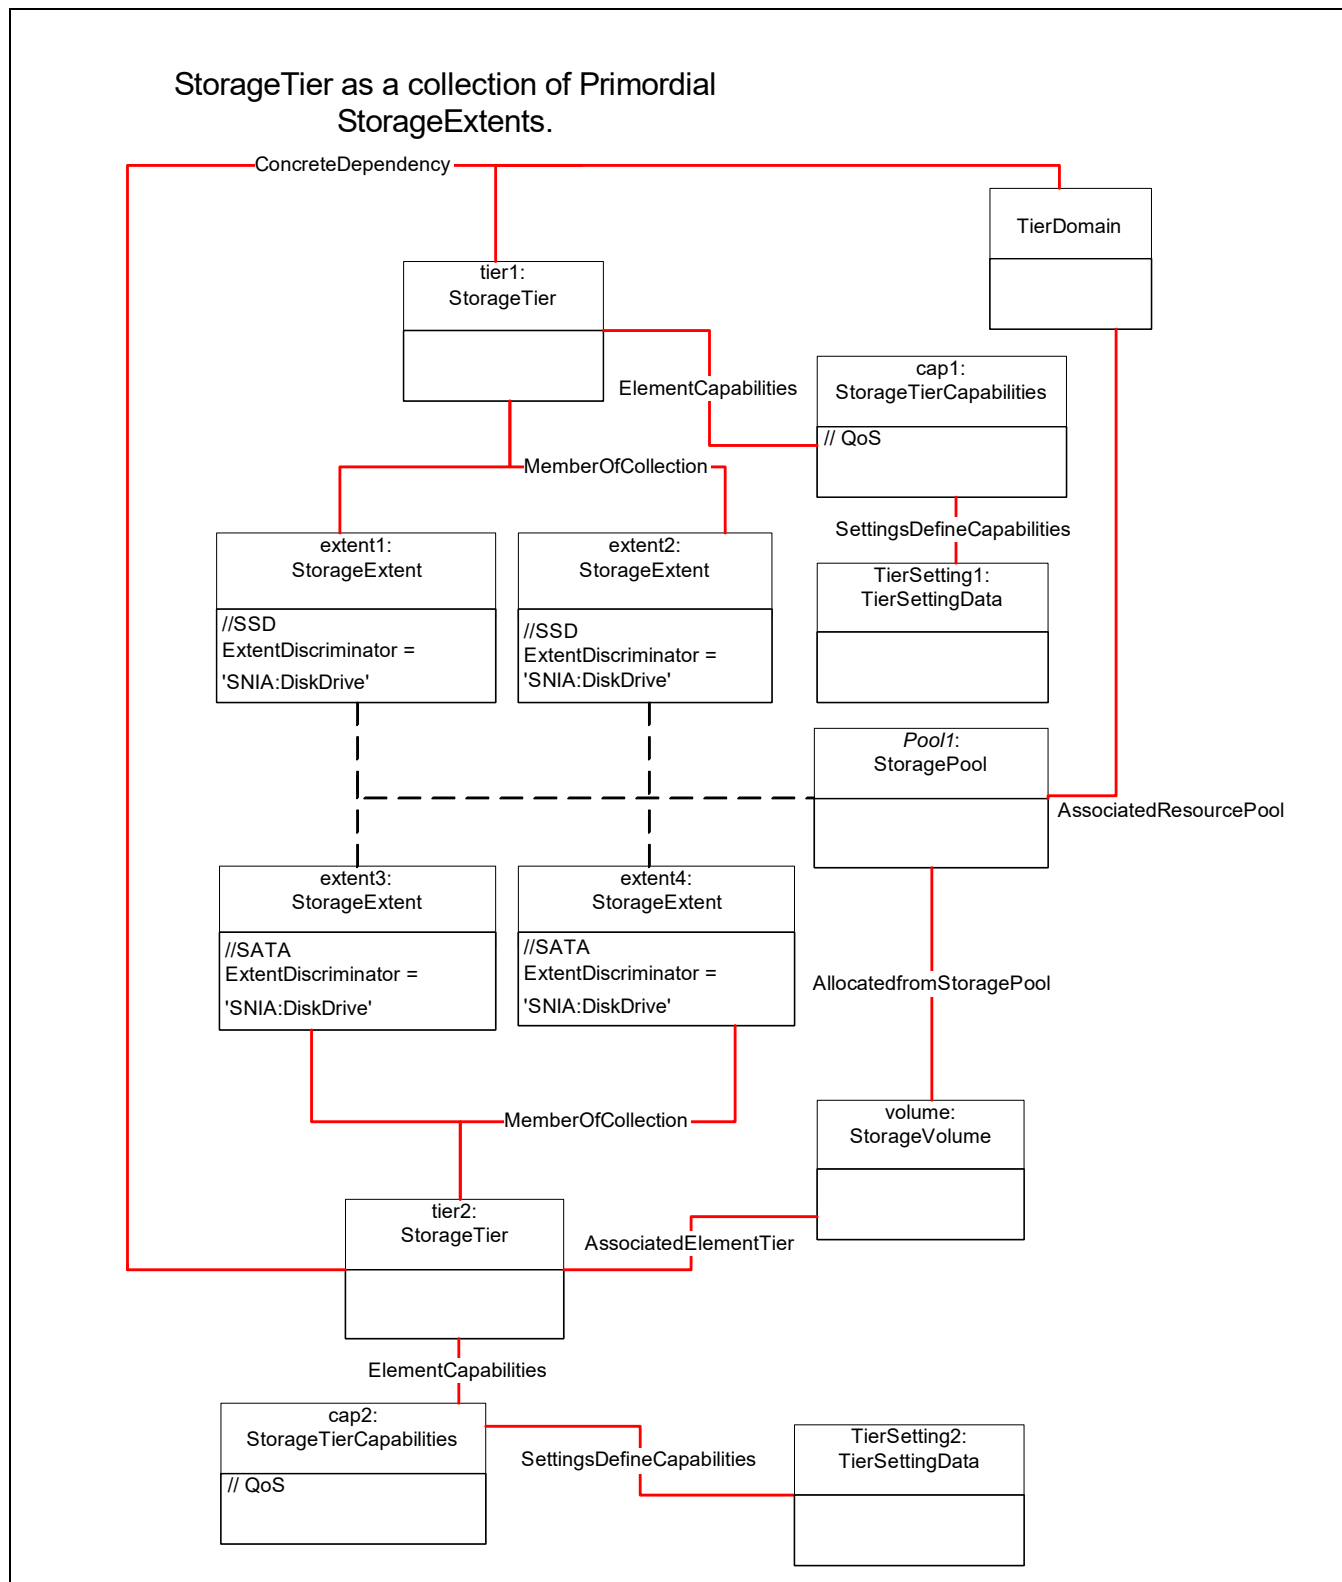 StorageTier as a collection of Primordial
StorageExtents.
ConcreteDependency
TierDomain
tier1:
StorageTier
ElementCapabilities
cap1:
StorageTierCapabilities
// QoS
MemberOfCollection
SettingsDefineCapabilities
extent1:
StorageExtent
//SSD
ExtentDiscriminator =
'SNIA:DiskDrive'
extent2:
StorageExtent
//SSD
ExtentDiscriminator =
'SNIA:DiskDrive'
TierSetting1:
TierSettingData
Pool1:
StoragePool
AssociatedResourcePool
extent3:
StorageExtent
//SATA
ExtentDiscriminator =
'SNIA:DiskDrive'
extent4:
StorageExtent
//SATA
ExtentDiscriminator =
'SNIA:DiskDrive'
AllocatedfromStoragePool
MemberOfCollection
volume:
StorageVolume
tier2:
StorageTier
AssociatedElementTier
ElementCapabilities
cap2:
StorageTierCapabilities
// QoS
SettingsDefineCapabilities
TierSetting2:
TierSettingData